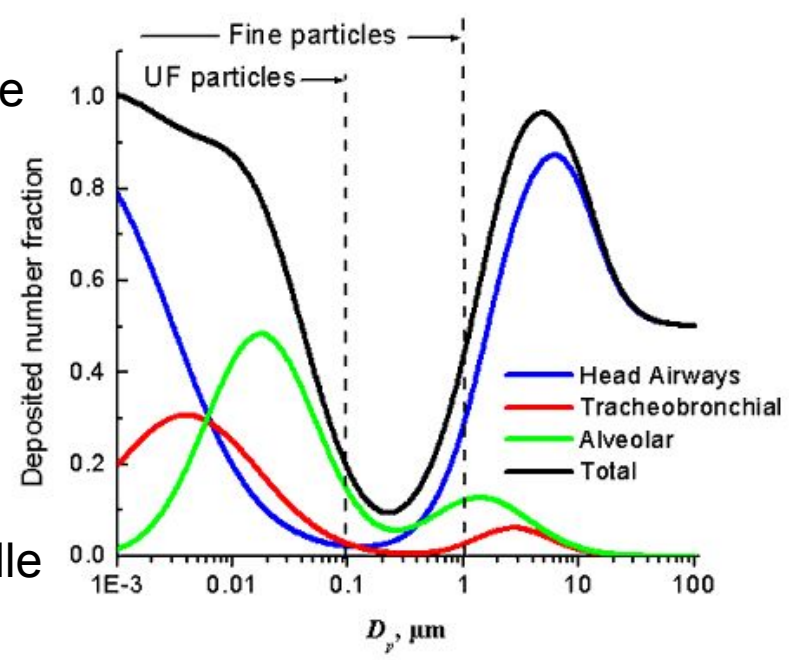 Fine particles
UF particles
e
lle
Deposited number fraction
1.0
0.8
0.6
0.4
0.2
0.0
Head Airways
Tracheobronchial
Alveolar
Total
1E-3 0.01 0.1 1 10 100
Dp, μm